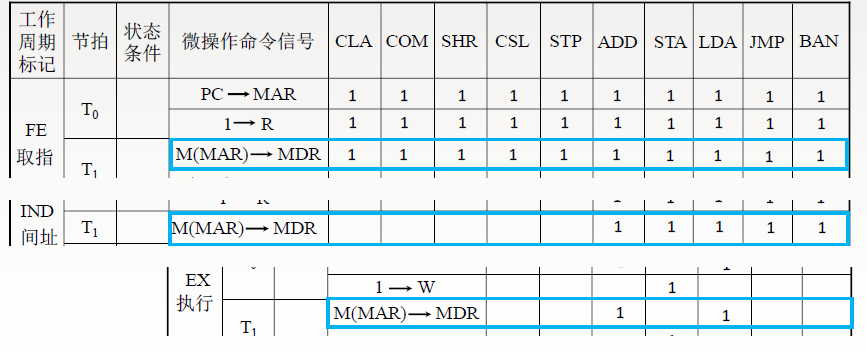 工作周期标记 节拍 状态条件 微操作命令信号 CLA COM SHR CSL STP ADD STA LDA JMP BAN
FE 取指 T0 PC → MAR 1 1 1 1 1 1 1 1 1 1
1 → R 1 1 1 1 1 1 1 1 1 1
T1 M(MAR) → MDR 1 1 1 1 1 1 1 1 1 1
IND 间址 T1 M(MAR) → MDR 1 1 1 1 1
EX 执行 1 → W 1
T1 M(MAR) → MDR 1 1